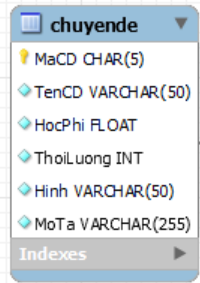 chuyende
MaCD CHAR(5)
TenCD VARCHAR(50)
HocPhi FLOAT
ThoiLuong INT
Hinh VARCHAR(50)
MoTa VARCHAR(255)
Indexes